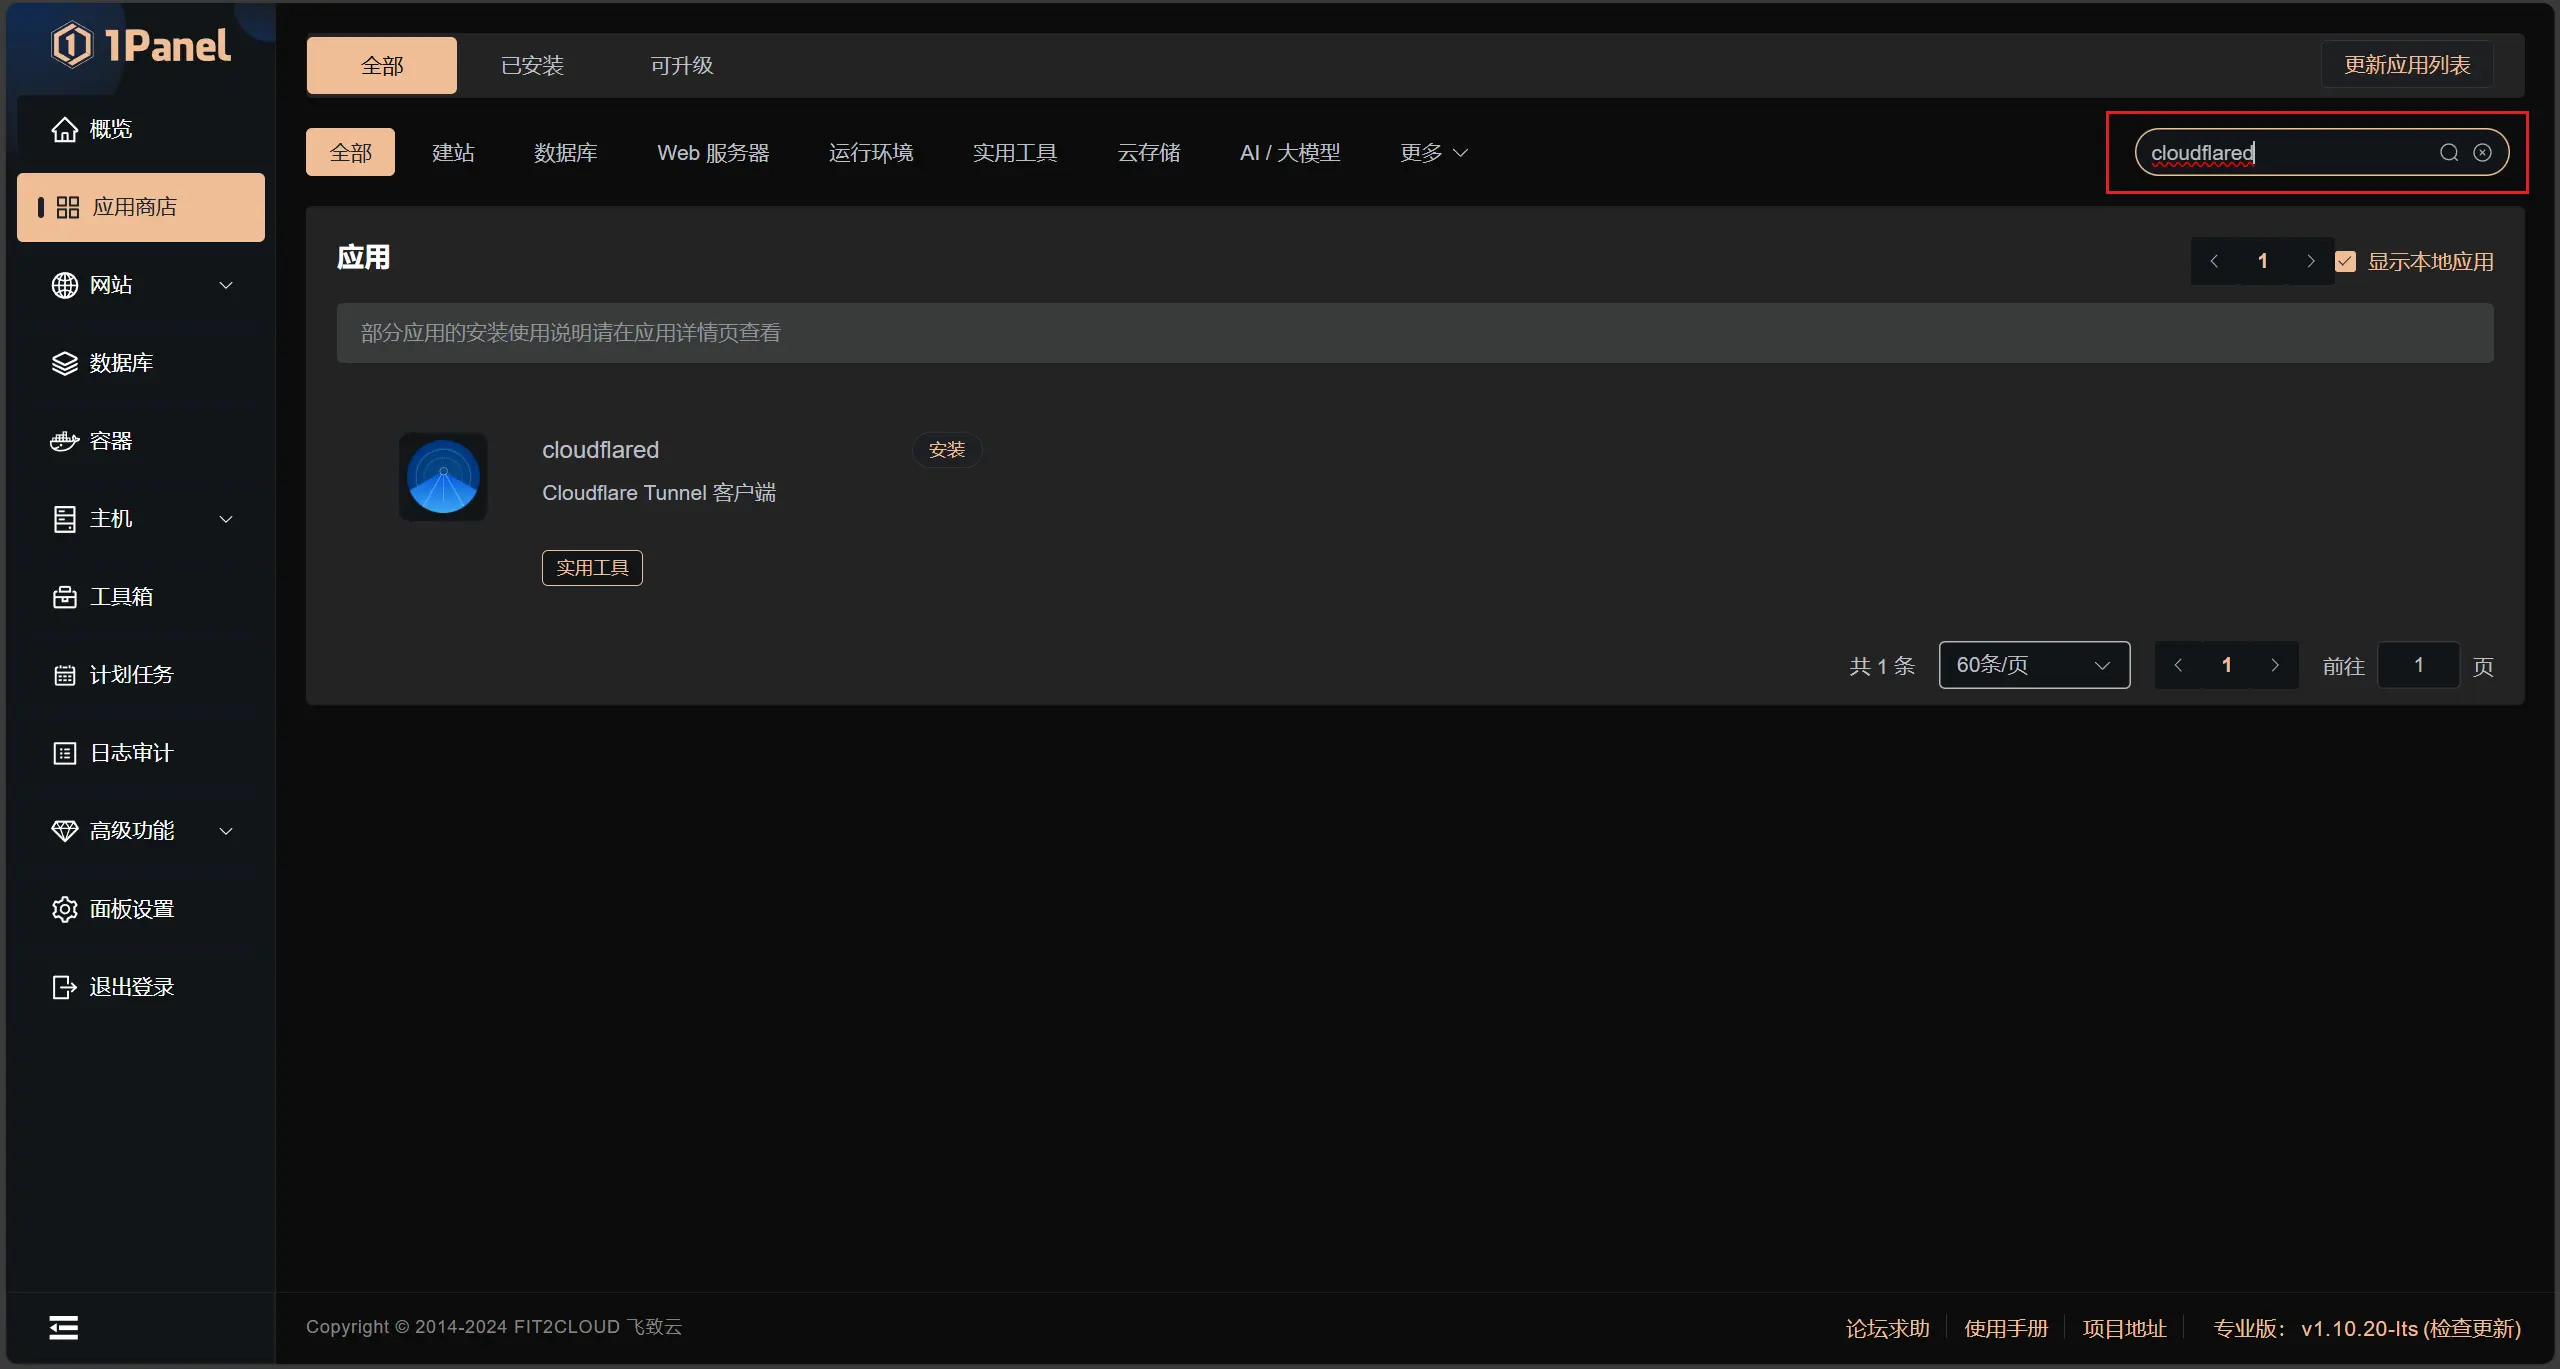 1Panel
概览
应用商店
网站
数据库
容器
主机
工具箱
计划任务
日志审计
高级功能
面板设置
退出登录
全部 已安装 可升级 更新应用列表
全部 建站 数据库 Web 服务器 运行环境 实用工具 云存储 AI / 大模型 更多 cloudflared
应用 1 显示本地应用
部分应用的安装使用说明请在应用详情页查看
cloudflared 安装
Cloudflare Tunnel 客户端
实用工具
共 1 条 60条/页 1 前往 1 页
Copyright © 2014-2024 FIT2CLOUD 飞致云 论坛求助 使用手册 项目地址 专业版： v1.10.20-lts (检查更新)